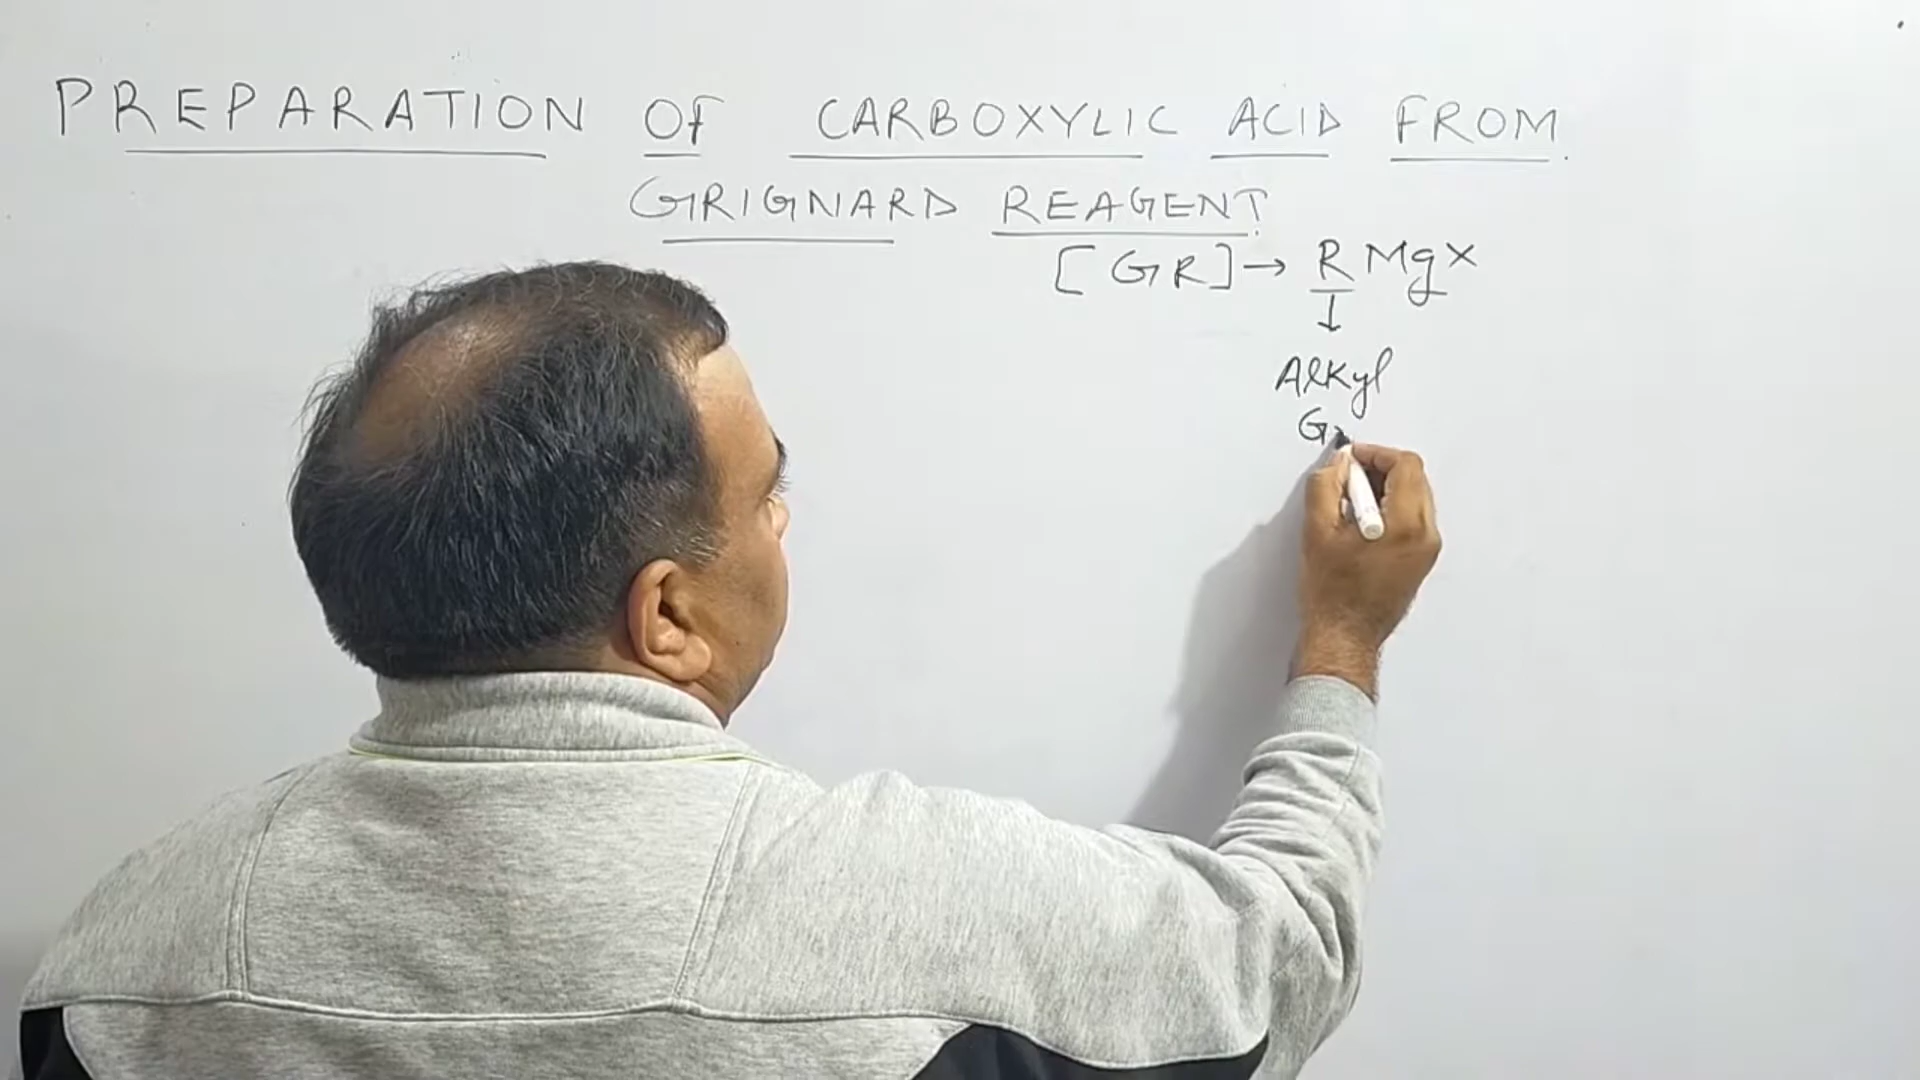 PREPARATION OF CARBOXYLIC ACID FROM
GRIGNARD REAGENT
[GR] → RMgX
↓
Alkyl